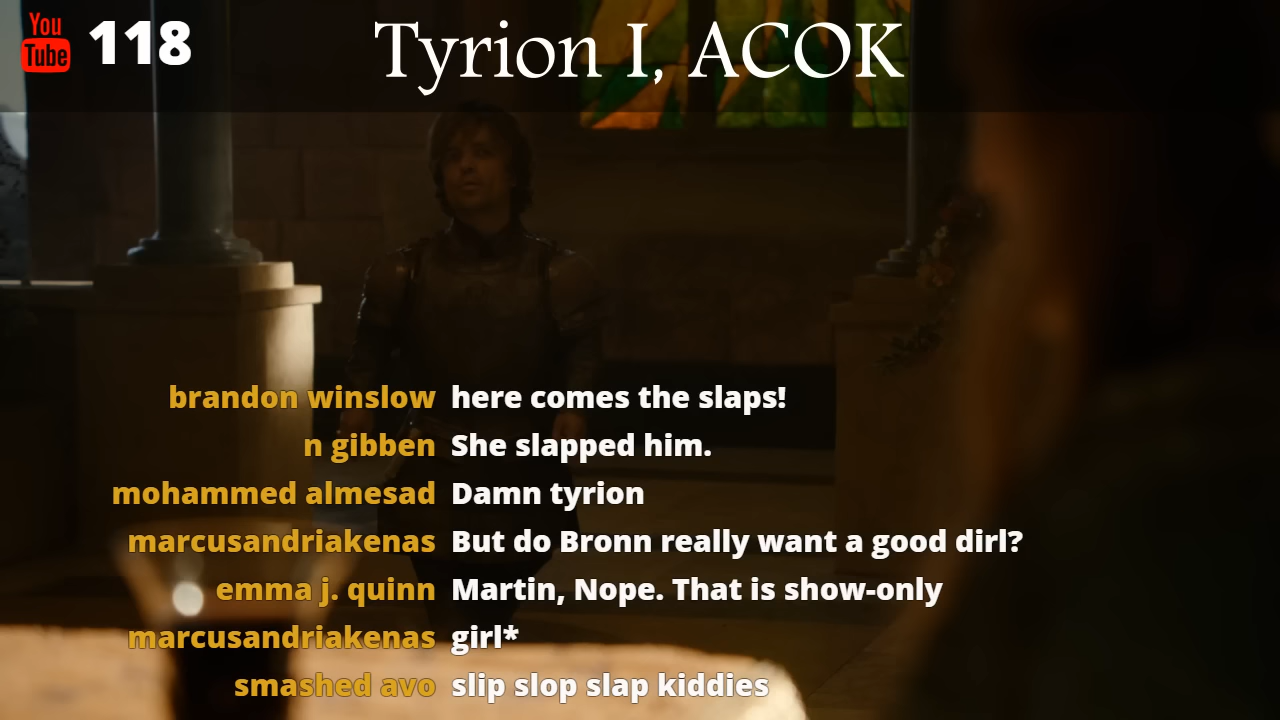 You Tube 118
Tyrion I, ACOK
brandon winslow here comes the slaps!
n gibben She slapped him.
mohammed almesad Damn tyrion
marcusandriakenas But do Bronn really want a good dirl?
emma j. quinn Martin, Nope. That is show-only
marcusandriakenas girl*
smashed avo slip slop slap kiddies